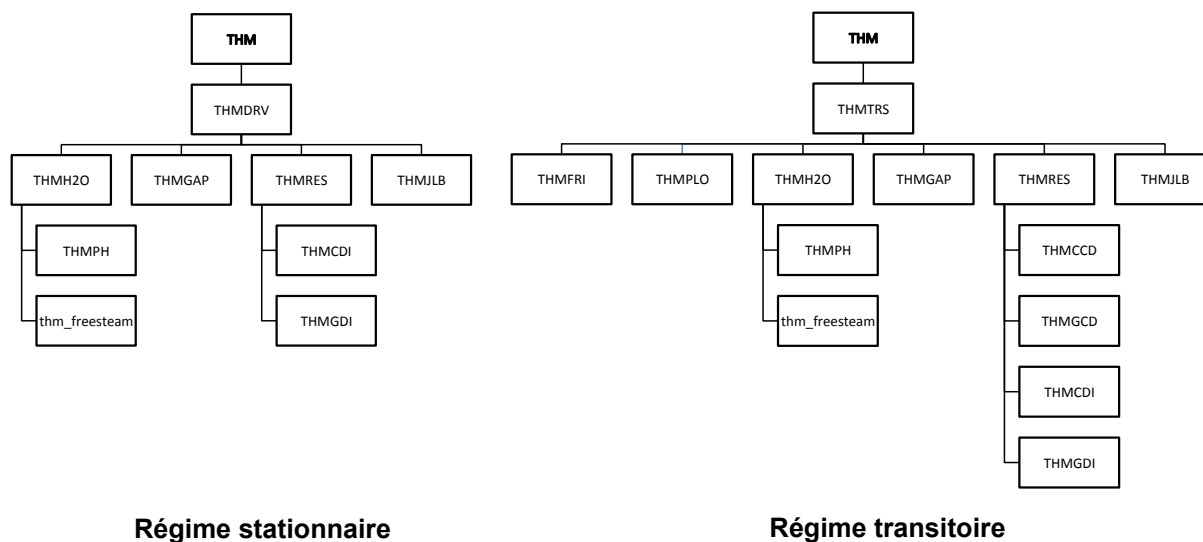 THM
THMDRV
THMH2O
THMGAP
THMRES
THMJLB
THMPH
THMCDI
thm_freesteam
THMGDI
Régime stationnaire
THM
THMTRS
THMFRI
THMPLO
THMH2O
THMGAP
THMRES
THMJLB
THMPH
THMCCD
thm_freesteam
THMGCD
THMCDI
THMGDI
Régime transitoire